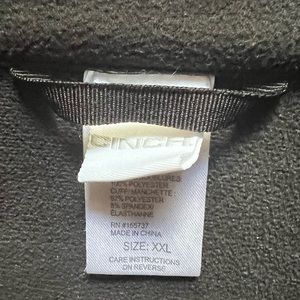 CINCH.
100% POLYESTER
CUFF: MANCHETTE:
92% POLYESTER
8% SPANDEX/
ÉLASTHANNE
RN #165737
MADE IN CHINA
SIZE: XXL
CARE INSTRUCTIONS
ON REVERSE